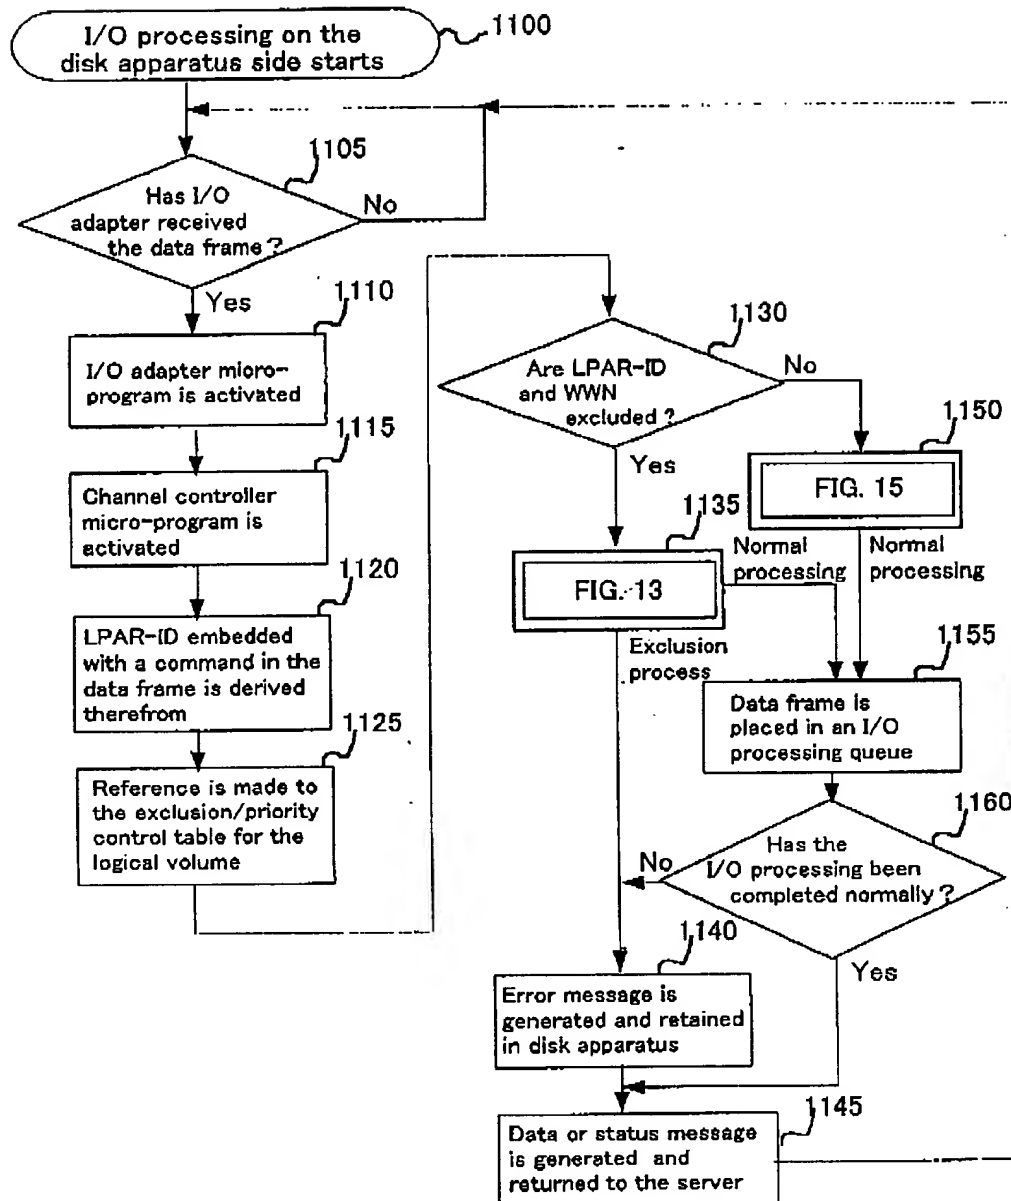 I/O processing on the
disk apparatus side starts
1100
1105
Has I/O
adapter received
the data frame?
No
Yes
1110
I/O adapter micro-
program is activated
1115
Channel controller
micro-program is
activated
1120
LPAR-ID embedded
with a command in the
data frame is derived
therefrom
1125
Reference is made to
the exclusion/priority
control table for the
logical volume
1130
Are LPAR-ID
and WWN
excluded?
No
Yes
1150
FIG. 15
1135
FIG. 13
Normal
processing
Normal
processing
Exclusion
process
1155
Data frame is
placed in an I/O
processing queue
1160
Has the
I/O processing been
completed normally?
No
Yes
1140
Error message is
generated and retained
in disk apparatus
1145
Data or status message
is generated and
returned to the server